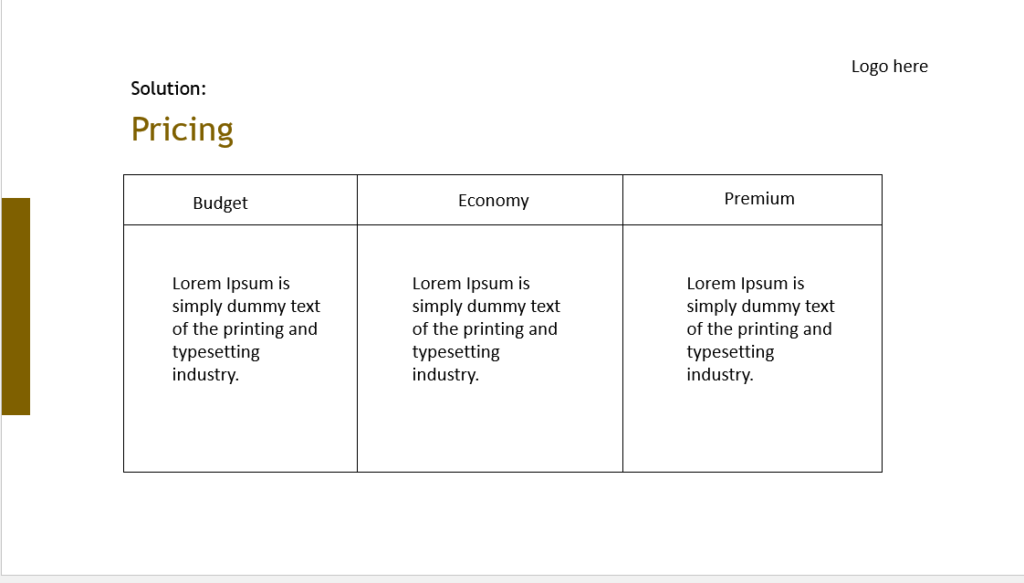 Logo here
Solution:
Pricing
Budget
Economy
Premium
Lorem Ipsum is
simply dummy text
of the printing and
typesetting
industry.
Lorem Ipsum is
simply dummy text
of the printing and
typesetting
industry.
Lorem Ipsum is
simply dummy text
of the printing and
typesetting
industry.